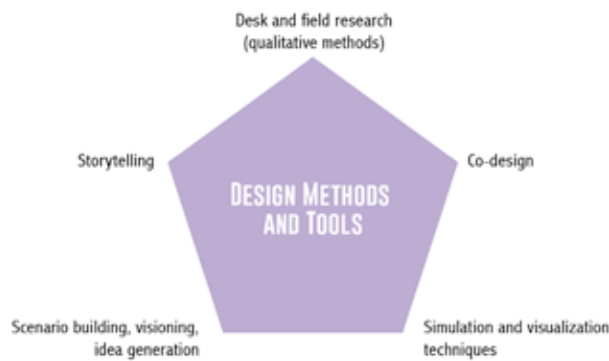 Desk and field research
(qualitative methods)
Storytelling
Co-design
DESIGN METHODS
AND TOOLS
Scenario building, visioning,
idea generation
Simulation and visualization
techniques